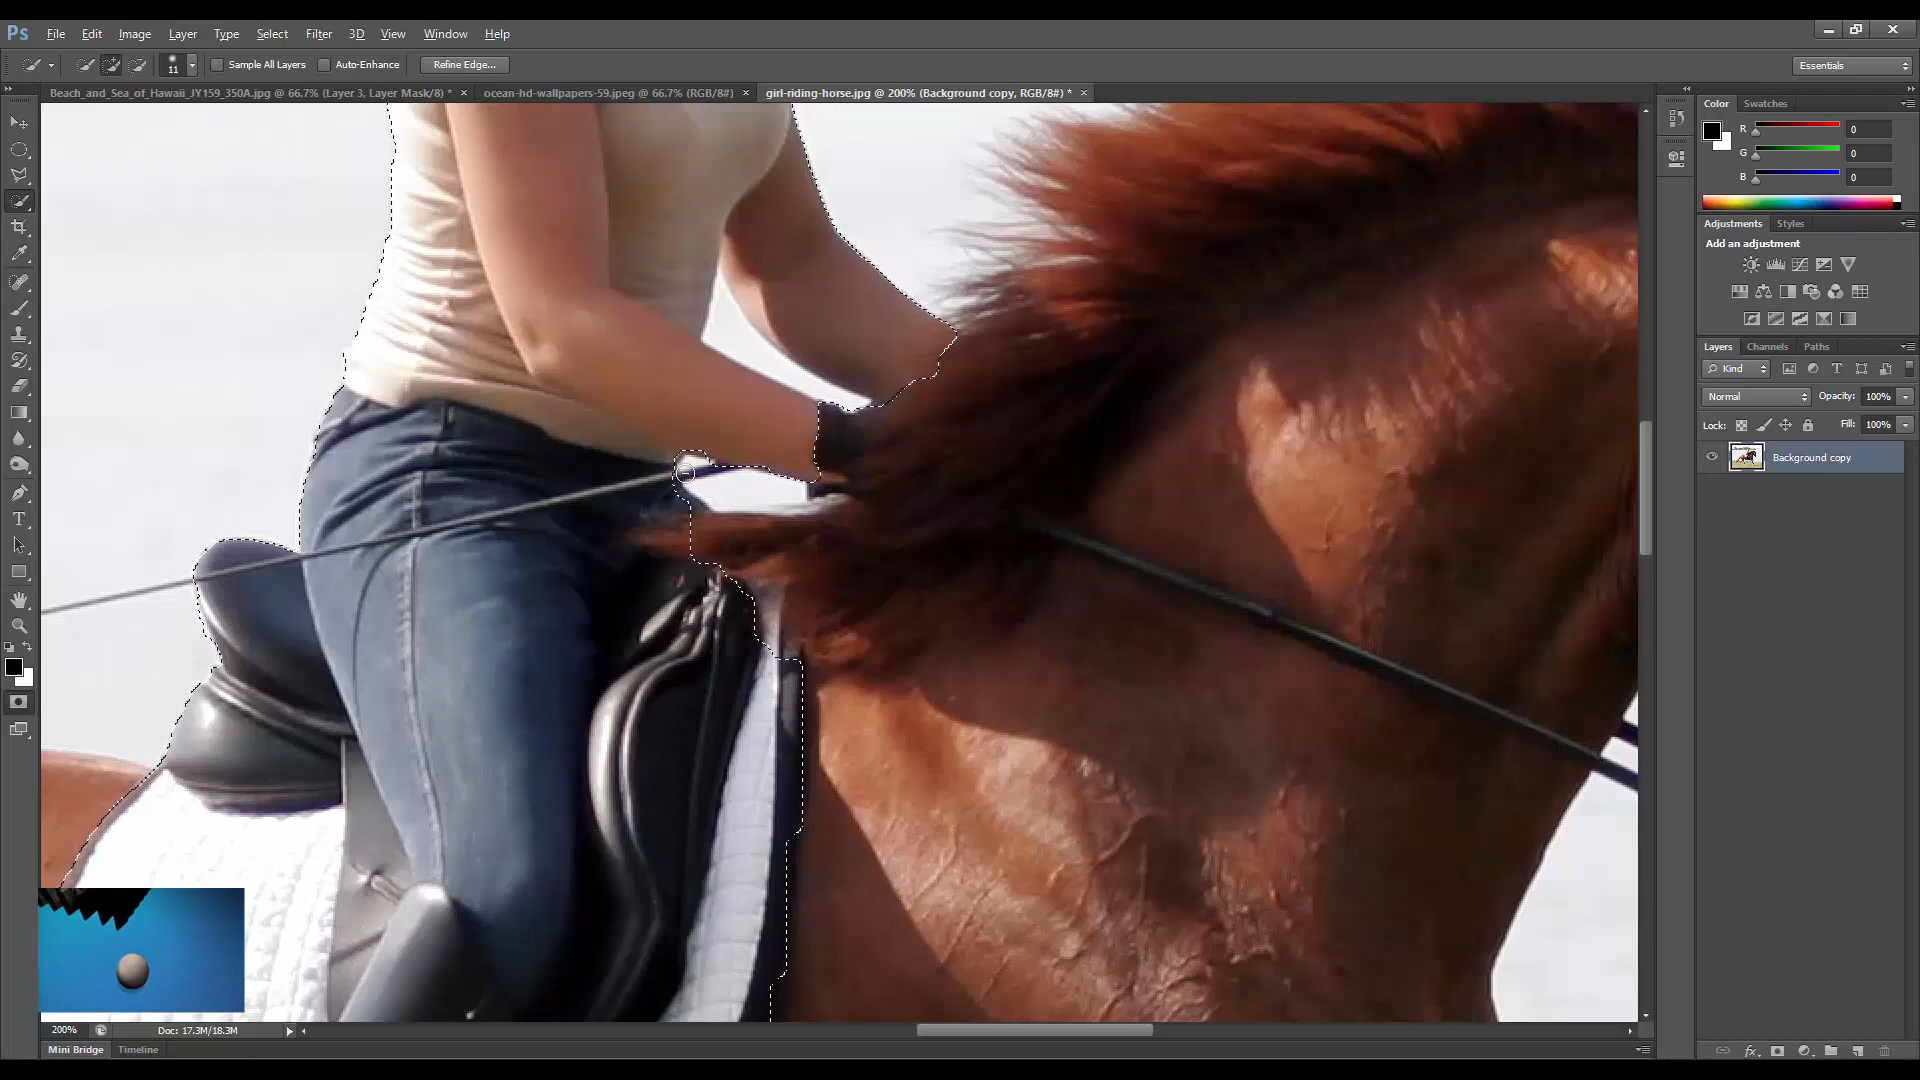 Ps File Edit Image Layer Type Select Filter 3D View Window Help
11 Sample All Layers Auto-Enhance Refine Edge... Essentials
Beach_and_Sea_of_Hawaii_JY159_350A.jpg @ 66.7% (Layer 3, Layer Mask/8) * × ocean-hd-wallpapers-59.jpeg @ 66.7% (RGB/8#) × girl-riding-horse.jpg @ 200% (Background copy, RGB/8#) * ×
Color Swatches
R 0
G 0
B 0
Adjustments Styles
Add an adjustment
Layers Channels Paths
Kind
Normal Opacity: 100%
Lock: Fill: 100%
Background copy
200% Doc: 17.3M/18.3M
Mini Bridge Timeline